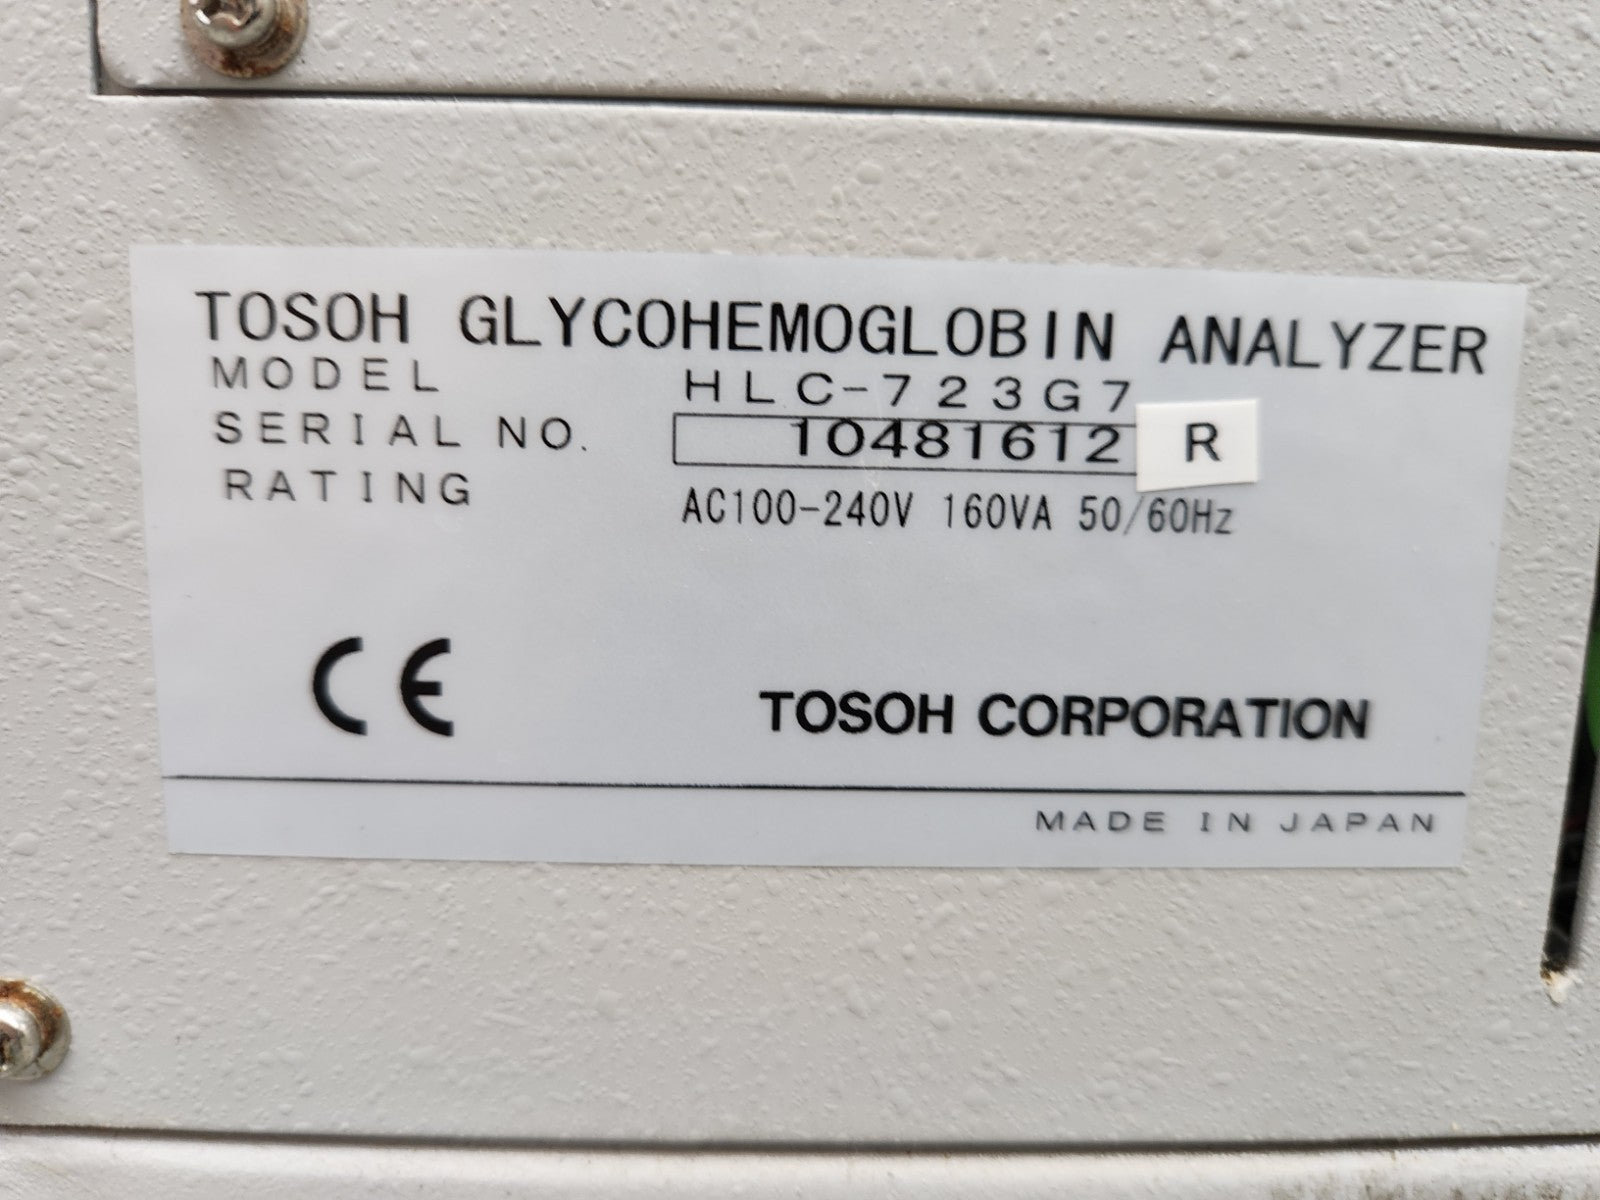 TOSOH GLYCOHEMOGLOBIN ANALYZER
MODEL HLC-723G7
SERIAL NO. 10481612 R
RATING AC100-240V 160VA 50/60Hz
CE TOSOH CORPORATION
MADE IN JAPAN